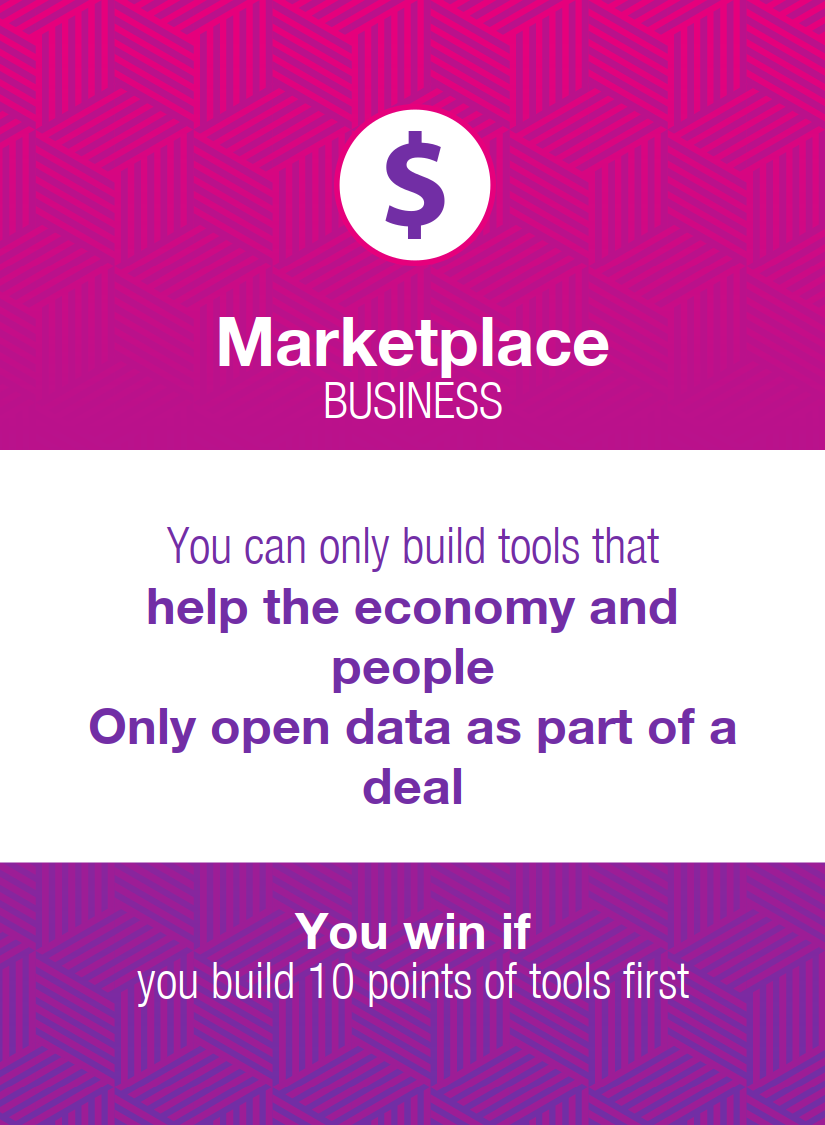 $
Marketplace
BUSINESS
You can only build tools that
help the economy and
people
Only open data as part of a
deal
You win if
you build 10 points of tools first